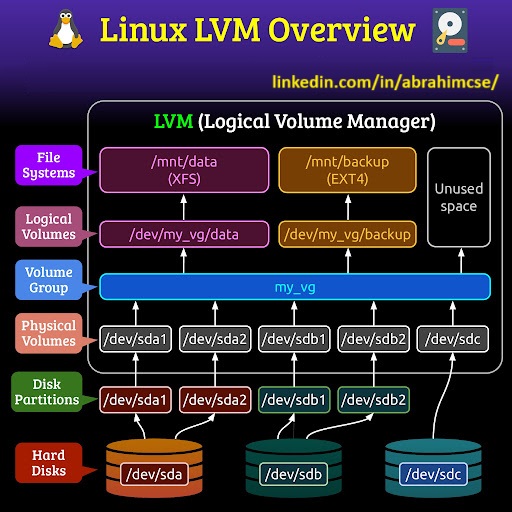 Linux LVM Overview
linkedin.com/in/abrahimcse/
LVM (Logical Volume Manager)
File
Systems
/mnt/data
(XFS)
/mnt/backup
(EXT4)
Unused
space
Logical
Volumes
/dev/my_vg/data
/dev/my_vg/backup
Volume
Group
my_vg
Physical
Volumes
/dev/sda1
/dev/sda2
/dev/sdb1
/dev/sdb2
/dev/sdc
Disk
Partitions
/dev/sda1
/dev/sda2
/dev/sdb1
/dev/sdb2
Hard
Disks
/dev/sda
/dev/sdb
/dev/sdc